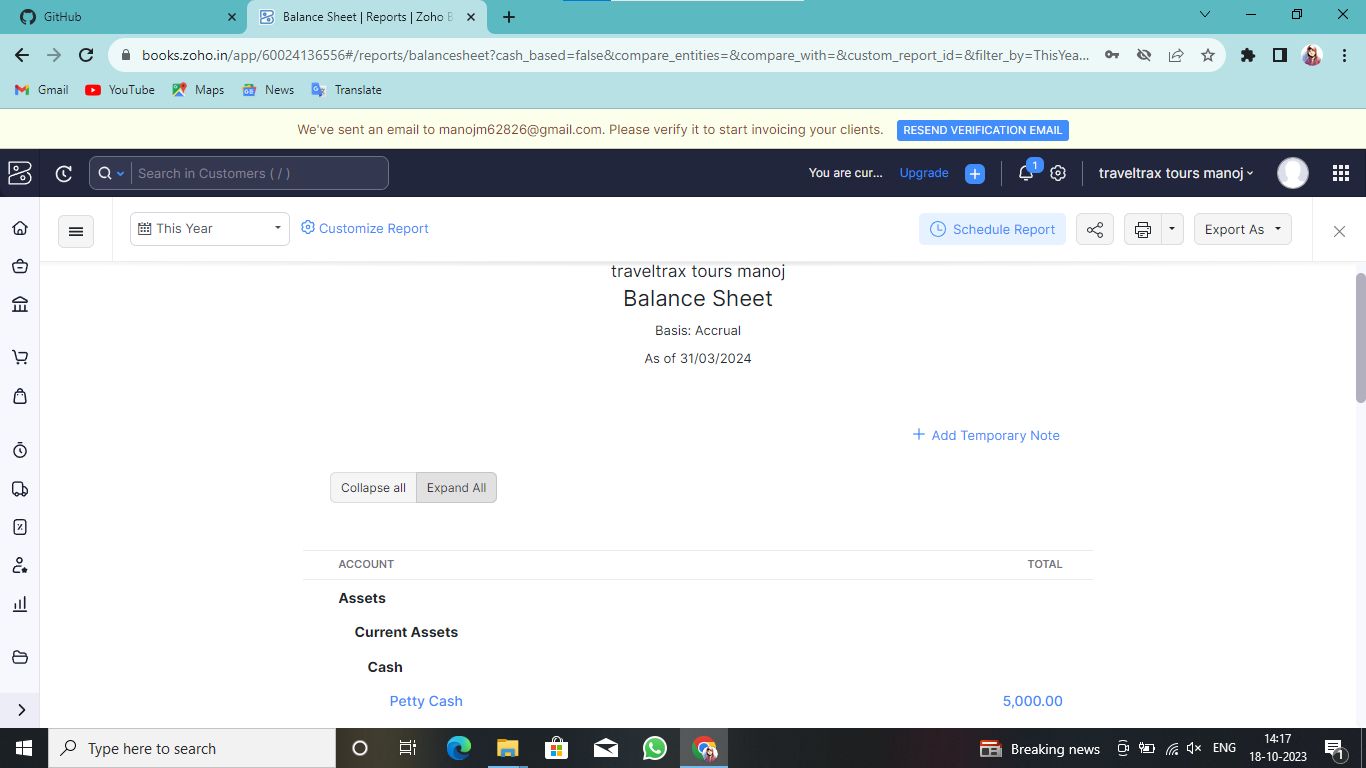 GitHub
Balance Sheet | Reports | Zoho B
books.zoho.in/app/60024136556#/reports/balancesheet?cash_based=false&compare_entities=&compare_with=&custom_report_id=&filter_by=ThisYea...
Gmail YouTube Maps News Translate
We've sent an email to manojm62826@gmail.com. Please verify it to start invoicing your clients. RESEND VERIFICATION EMAIL
Search in Customers ( / ) You are cur... Upgrade 1 traveltrax tours manoj
This Year Customize Report Schedule Report Export As
traveltrax tours manoj
Balance Sheet
Basis: Accrual
As of 31/03/2024
+ Add Temporary Note
Collapse all Expand All
ACCOUNT TOTAL
Assets
Current Assets
Cash
Petty Cash 5,000.00
Type here to search Breaking news ENG 14:17
18-10-2023 1